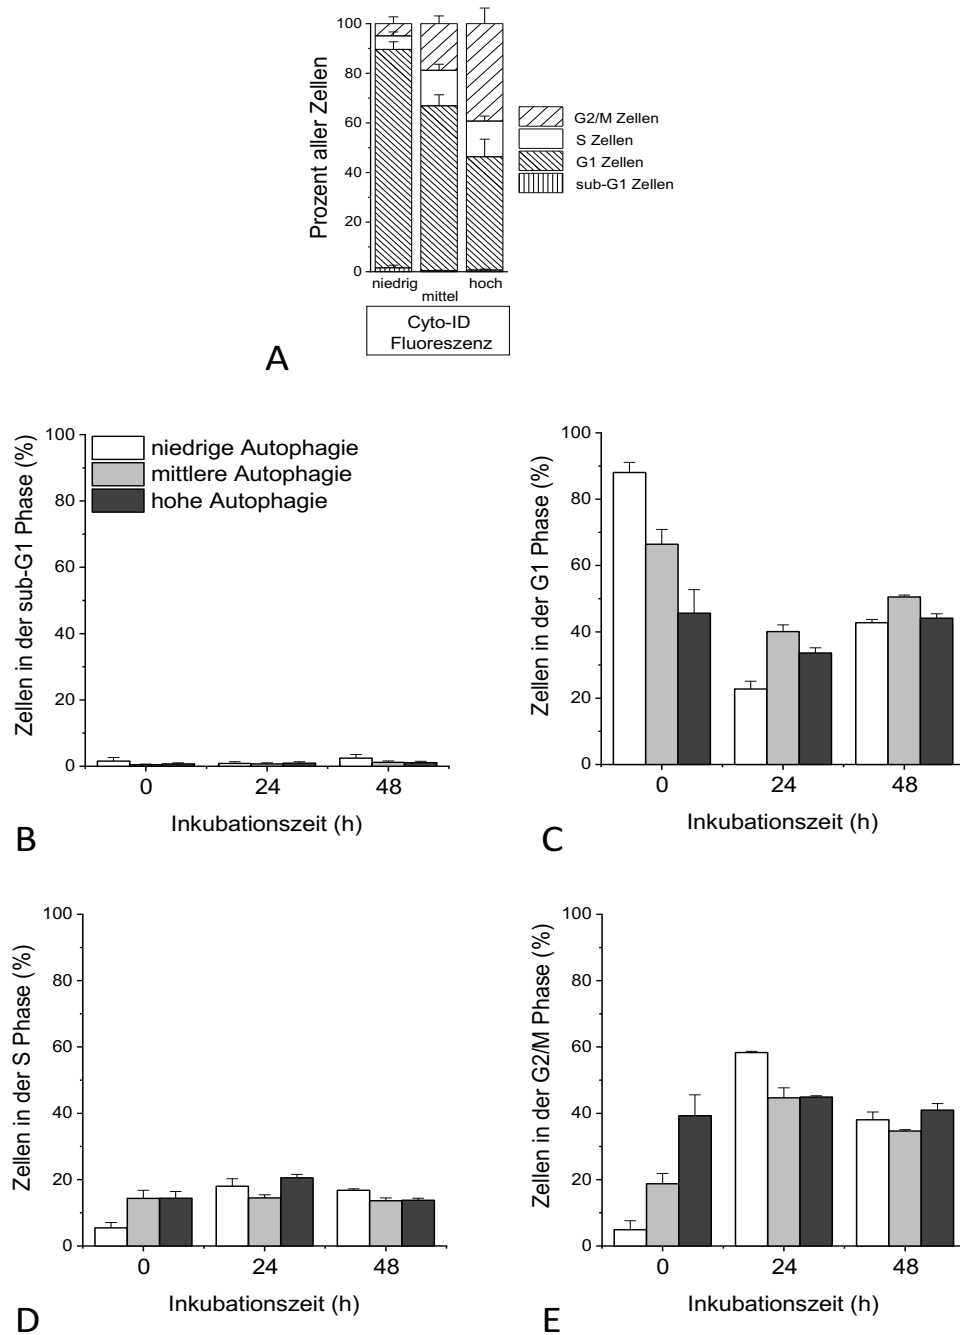 Prozent aller Zellen
100
80
60
40
20
0
niedrig
mittel
hoch
Cyto-ID
Fluoreszenz
G2/M Zellen
S Zellen
G1 Zellen
sub-G1 Zellen
A
Zellen in der sub-G1 Phase (%)
100
80
60
40
20
0
niedrige Autophagie
mittlere Autophagie
hohe Autophagie
0 24 48
Inkubationszeit (h)
B
Zellen in der G1 Phase (%)
100
80
60
40
20
0
0 24 48
Inkubationszeit (h)
C
Zellen in der S Phase (%)
100
80
60
40
20
0
0 24 48
Inkubationszeit (h)
D
Zellen in der G2/M Phase (%)
100
80
60
40
20
0
0 24 48
Inkubationszeit (h)
E